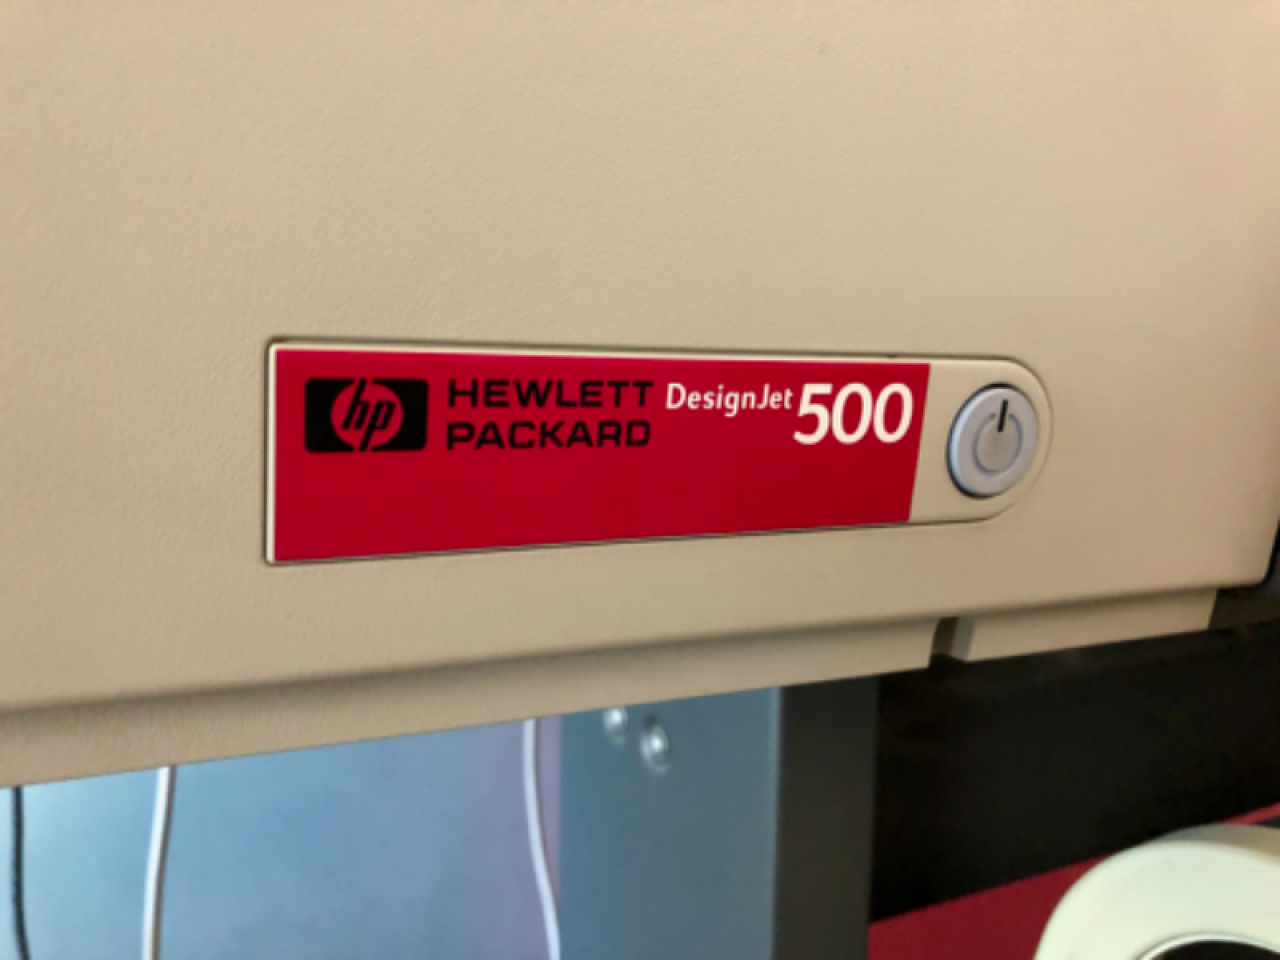 hp HEWLETT PACKARD
DesignJet 500